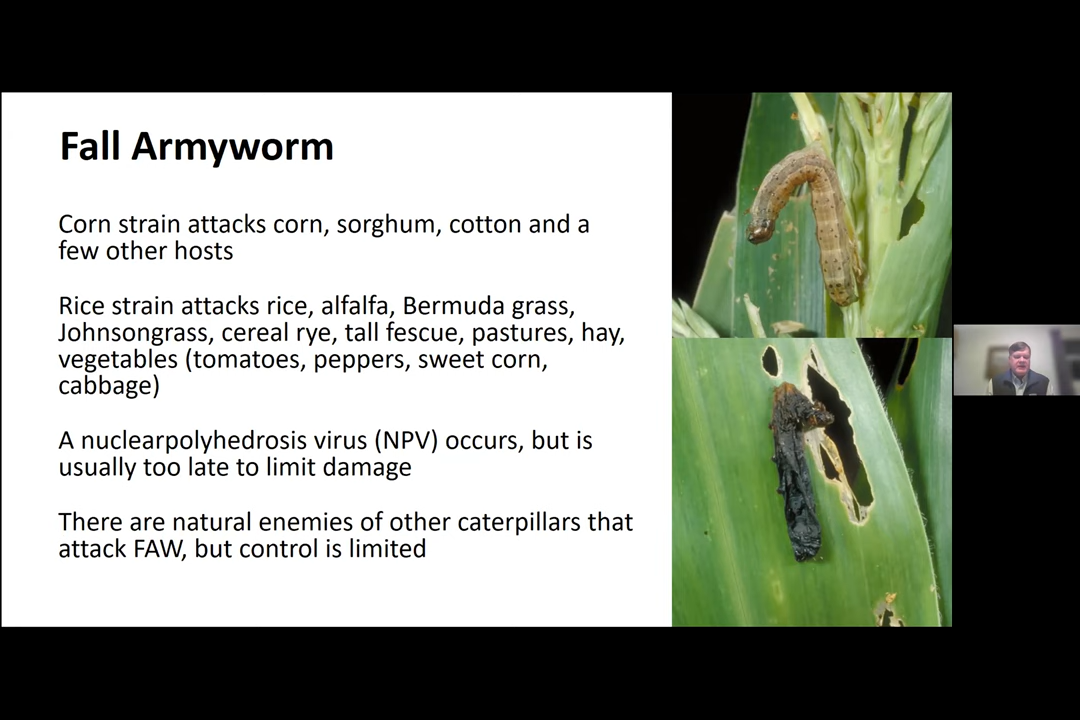 Fall Armyworm
Corn strain attacks corn, sorghum, cotton and a
few other hosts
Rice strain attacks rice, alfalfa, Bermuda grass,
Johnsongrass, cereal rye, tall fescue, pastures, hay,
vegetables (tomatoes, peppers, sweet corn,
cabbage)
A nuclearpolyhedrosis virus (NPV) occurs, but is
usually too late to limit damage
There are natural enemies of other caterpillars that
attack FAW, but control is limited